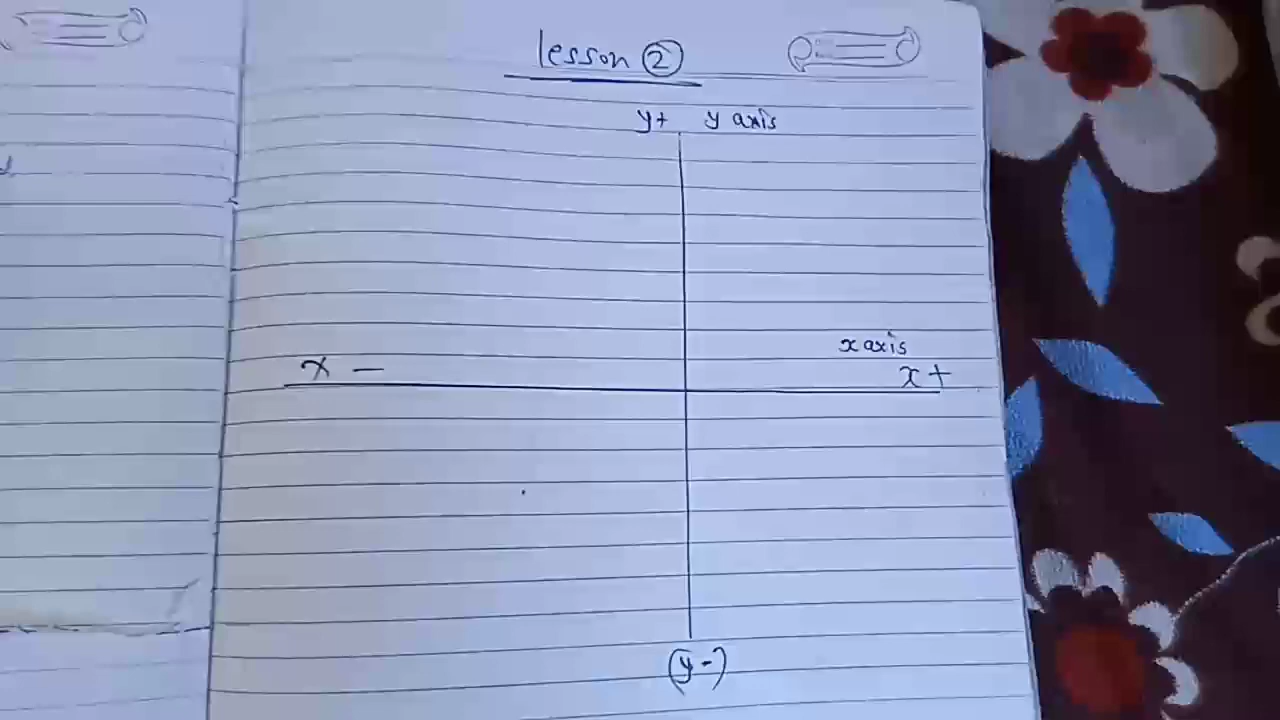 lesson ②
y+ y axis
x axis
x - x+
(y-)